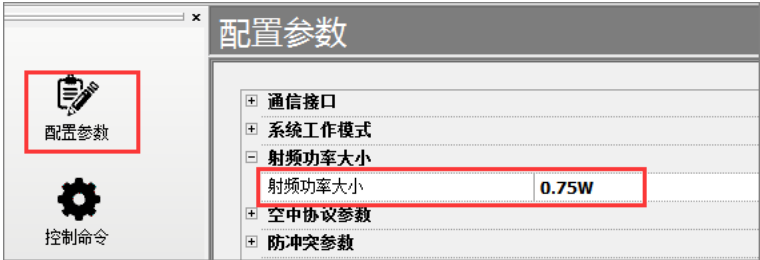 配置参数
配置参数
控制命令
通信接口
系统工作模式
射频功率大小
射频功率大小 0.75W
空中协议参数
防冲突参数